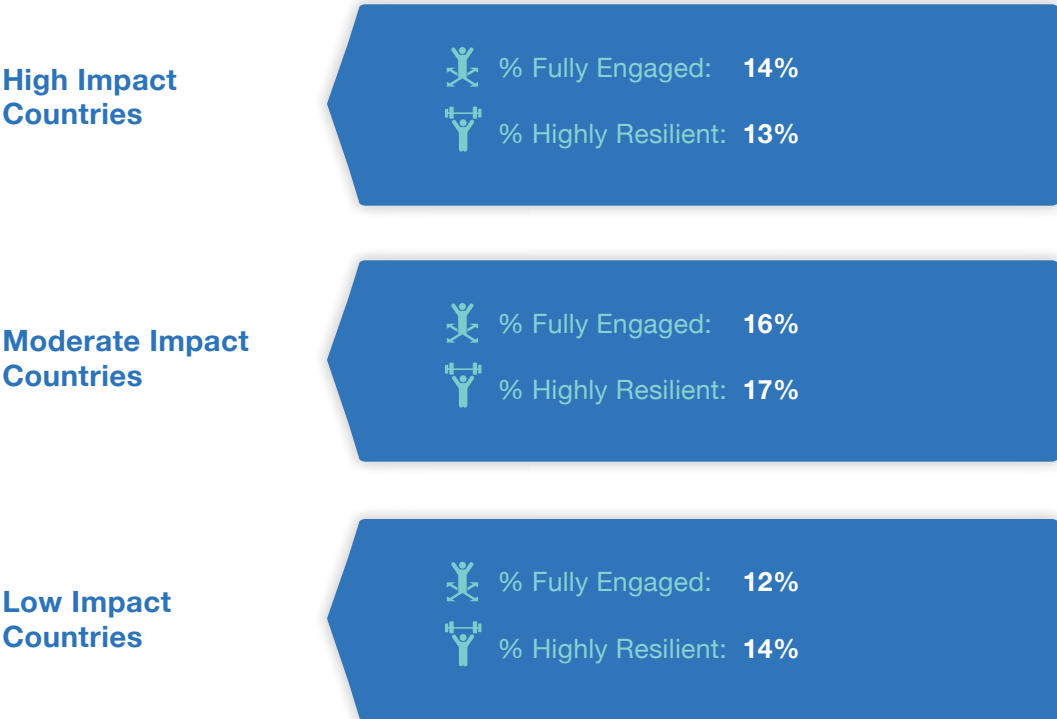 High Impact
Countries
% Fully Engaged: 14%
% Highly Resilient: 13%
Moderate Impact
Countries
% Fully Engaged: 16%
% Highly Resilient: 17%
Low Impact
Countries
% Fully Engaged: 12%
% Highly Resilient: 14%